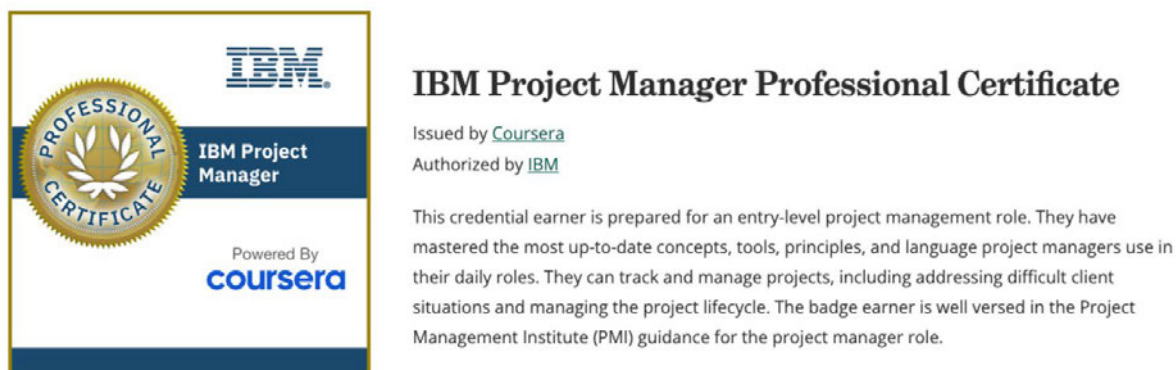 IBM®
PROFESSIONAL
CERTIFICATE
IBM Project
Manager
Powered By
coursera
IBM Project Manager Professional Certificate
Issued by Coursera
Authorized by IBM
This credential earner is prepared for an entry-level project management role. They have
mastered the most up-to-date concepts, tools, principles, and language project managers use in
their daily roles. They can track and manage projects, including addressing difficult client
situations and managing the project lifecycle. The badge earner is well versed in the Project
Management Institute (PMI) guidance for the project manager role.